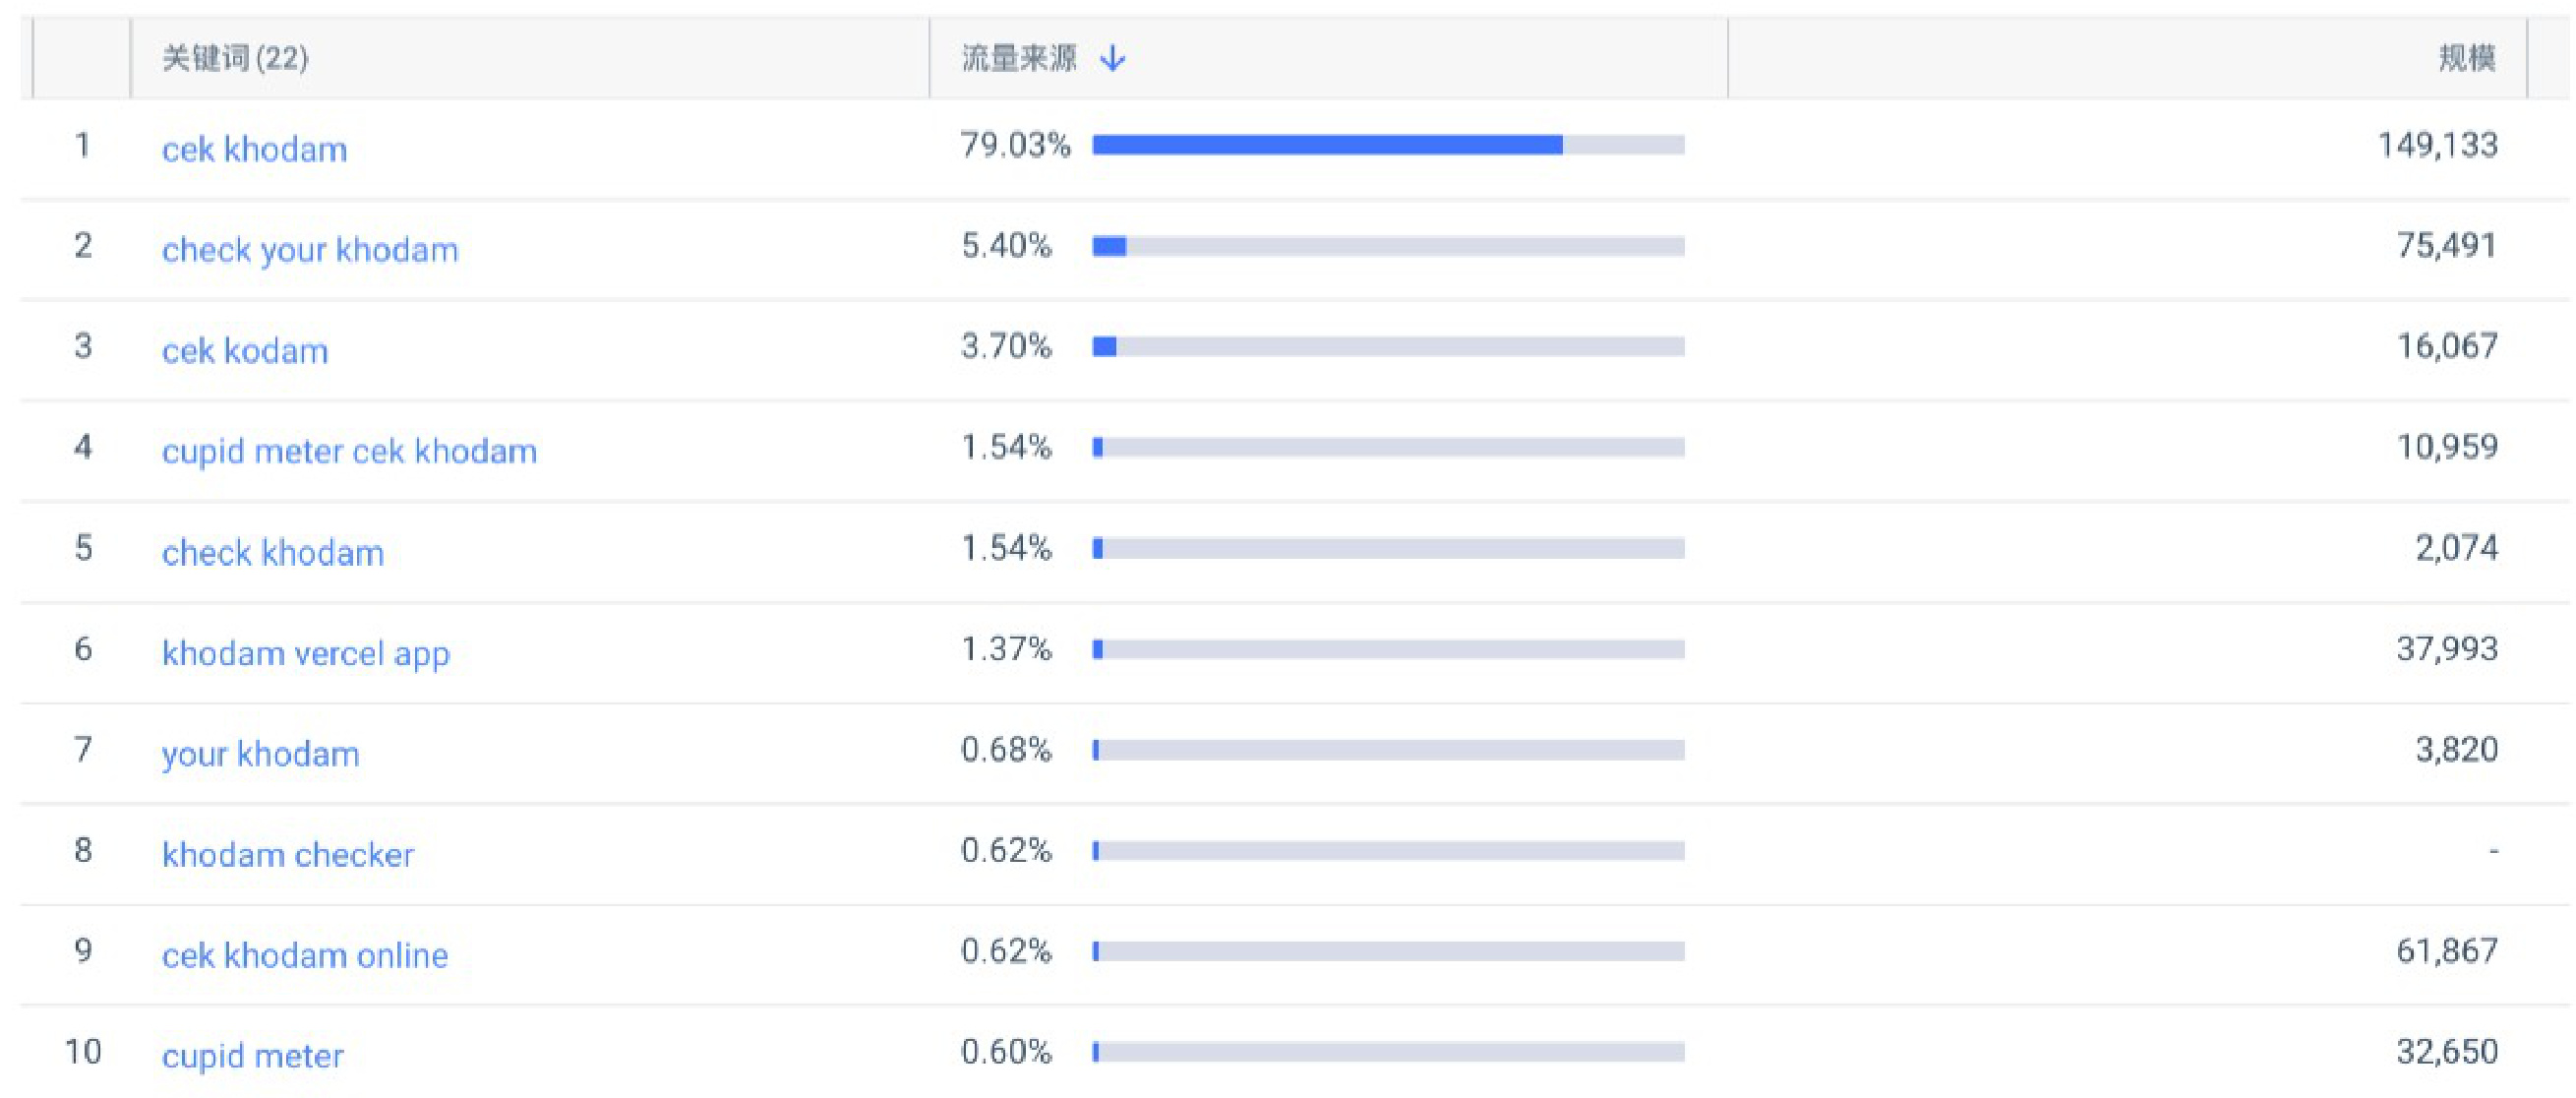 关键词(22) 流量来源 ↓ 规模
1 cek khodam 79.03% 149,133
2 check your khodam 5.40% 75,491
3 cek kodam 3.70% 16,067
4 cupid meter cek khodam 1.54% 10,959
5 check khodam 1.54% 2,074
6 khodam vercel app 1.37% 37,993
7 your khodam 0.68% 3,820
8 khodam checker 0.62% -
9 cek khodam online 0.62% 61,867
10 cupid meter 0.60% 32,650